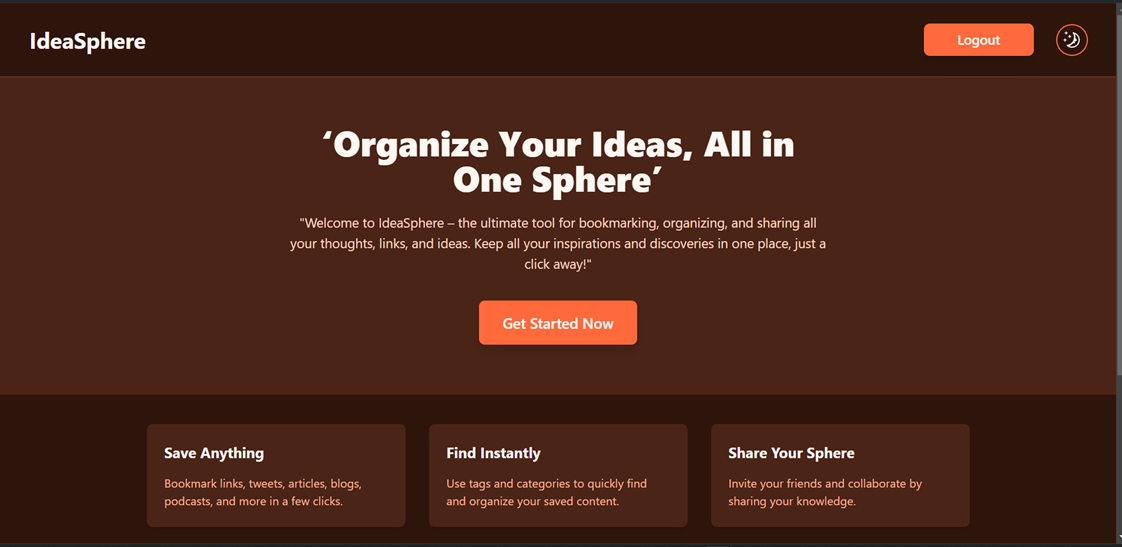 IdeaSphere
Logout
‘Organize Your Ideas, All in
One Sphere’
"Welcome to IdeaSphere – the ultimate tool for bookmarking, organizing, and sharing all
your thoughts, links, and ideas. Keep all your inspirations and discoveries in one place, just a
click away!"
Get Started Now
Save Anything
Bookmark links, tweets, articles, blogs,
podcasts, and more in a few clicks.
Find Instantly
Use tags and categories to quickly find
and organize your saved content.
Share Your Sphere
Invite your friends and collaborate by
sharing your knowledge.